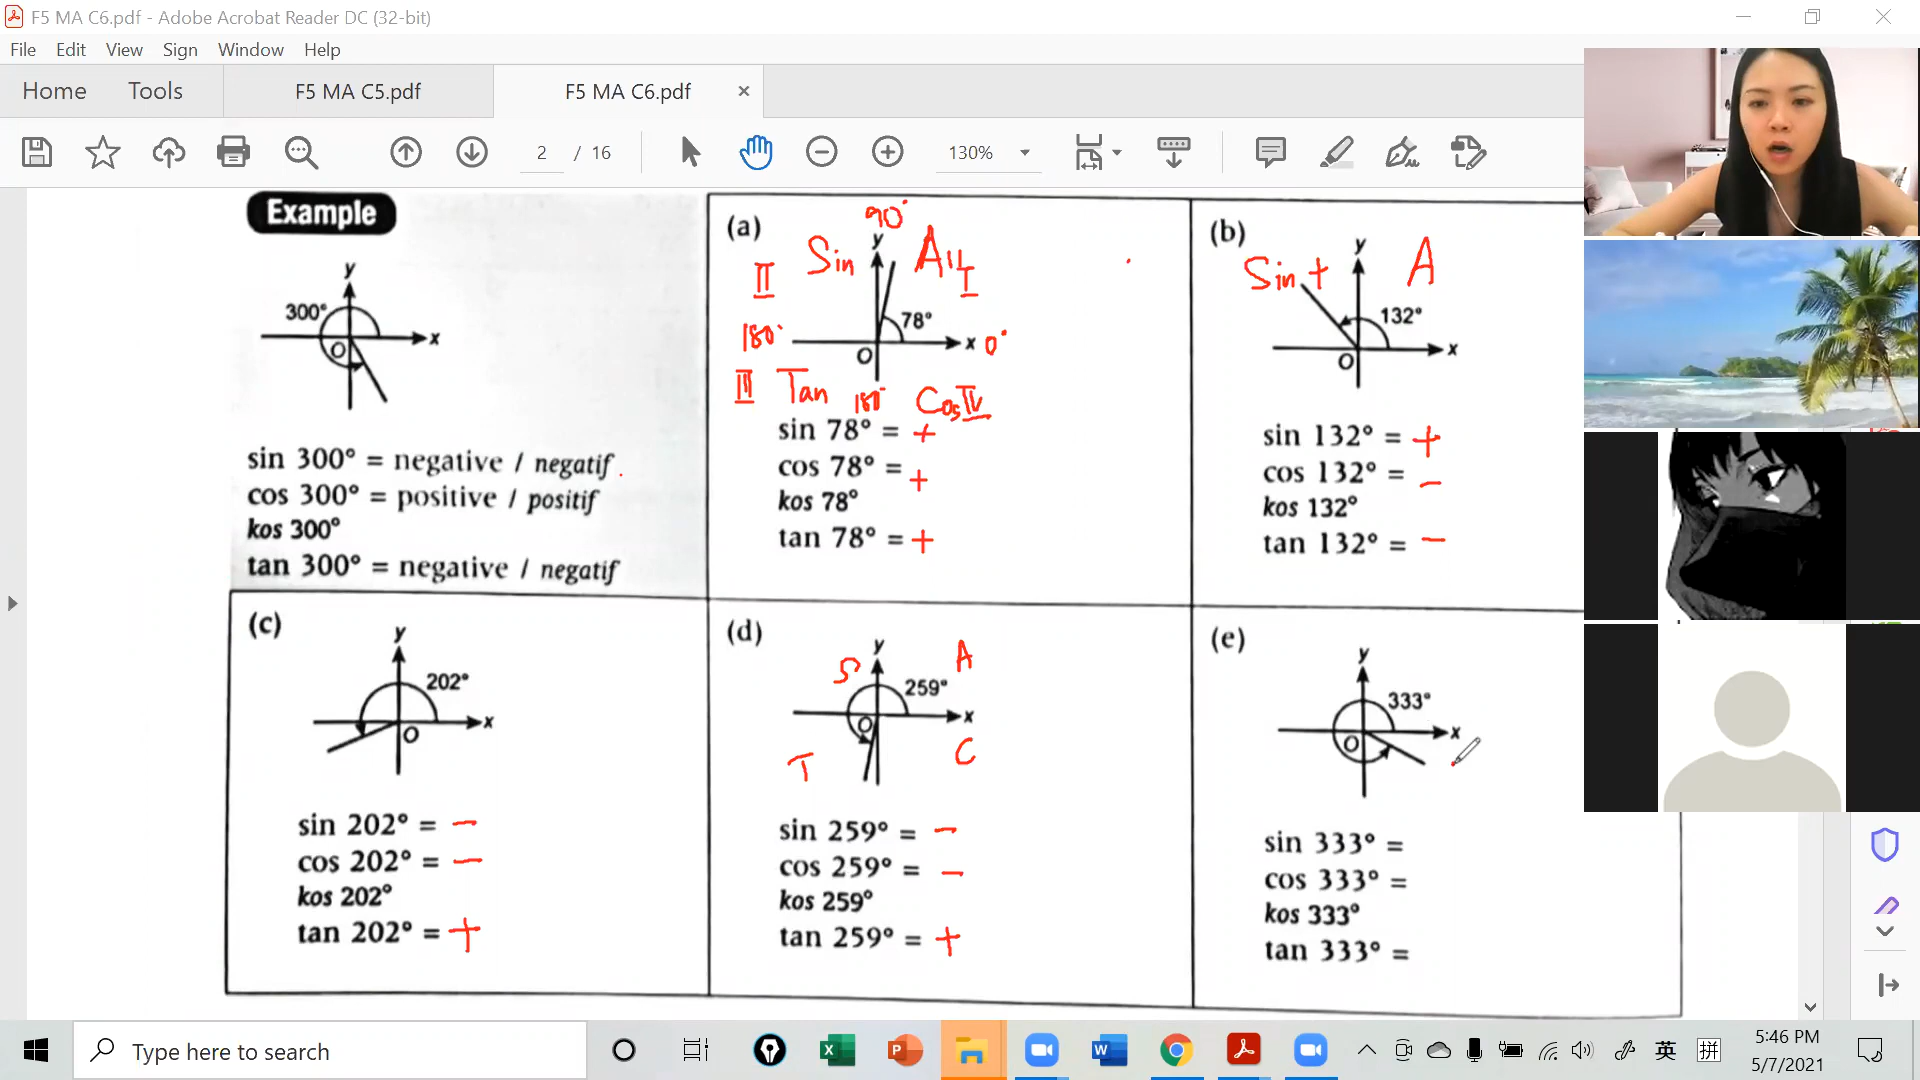 F5 MA C6.pdf - Adobe Acrobat Reader DC (32-bit)
File Edit View Sign Window Help
Home Tools F5 MA C5.pdf F5 MA C6.pdf ×
2 / 16 130%
Example
y
300°
x
O
sin 300° = negative / negatif
cos 300° = positive / positif
kos 300°
tan 300° = negative / negatif
(a)
90°
y
Sin All
II I
78°
180° x 0°
O
III Tan 180° Cos IV
sin 78° = +
cos 78° = +
kos 78°
tan 78° = +
(b)
y
Sin + A
132°
x
O
sin 132° = +
cos 132° = −
kos 132°
tan 132° = −
(c)
y
202°
x
O
sin 202° = −
cos 202° = −
kos 202°
tan 202° = +
(d)
y
S A
259°
x
O
T C
sin 259° = −
cos 259° = −
kos 259°
tan 259° = +
(e)
y
333°
x
O
sin 333° =
cos 333° =
kos 333°
tan 333° =
Type here to search
英 拼
5:46 PM
5/7/2021